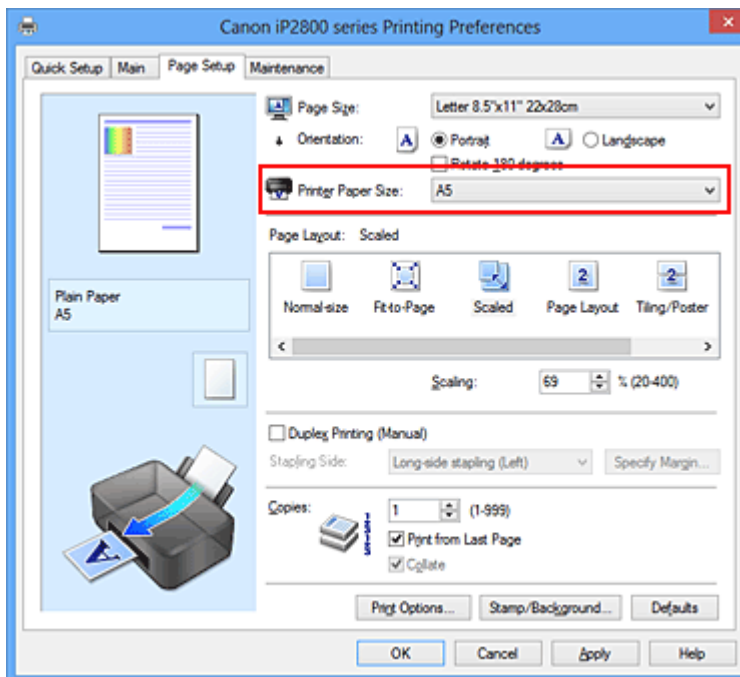 Canon iP2800 series Printing Preferences
Quick Setup Main Page Setup Maintenance
Page Size: Letter 8.5"x11" 22x28cm
Orientation: A Portrait A Landscape
Rotate 180 degrees
Printer Paper Size: A5
Page Layout: Scaled
Normal-size Fit-to-Page Scaled Page Layout Tiling/Poster
Plain Paper
A5
Scaling: 69 % (20-400)
Duplex Printing (Manual)
Stapling Side: Long-side stapling (Left) Specify Margin...
Copies: 1 (1-999)
Print from Last Page
Collate
Print Options... Stamp/Background... Defaults
OK Cancel Apply Help